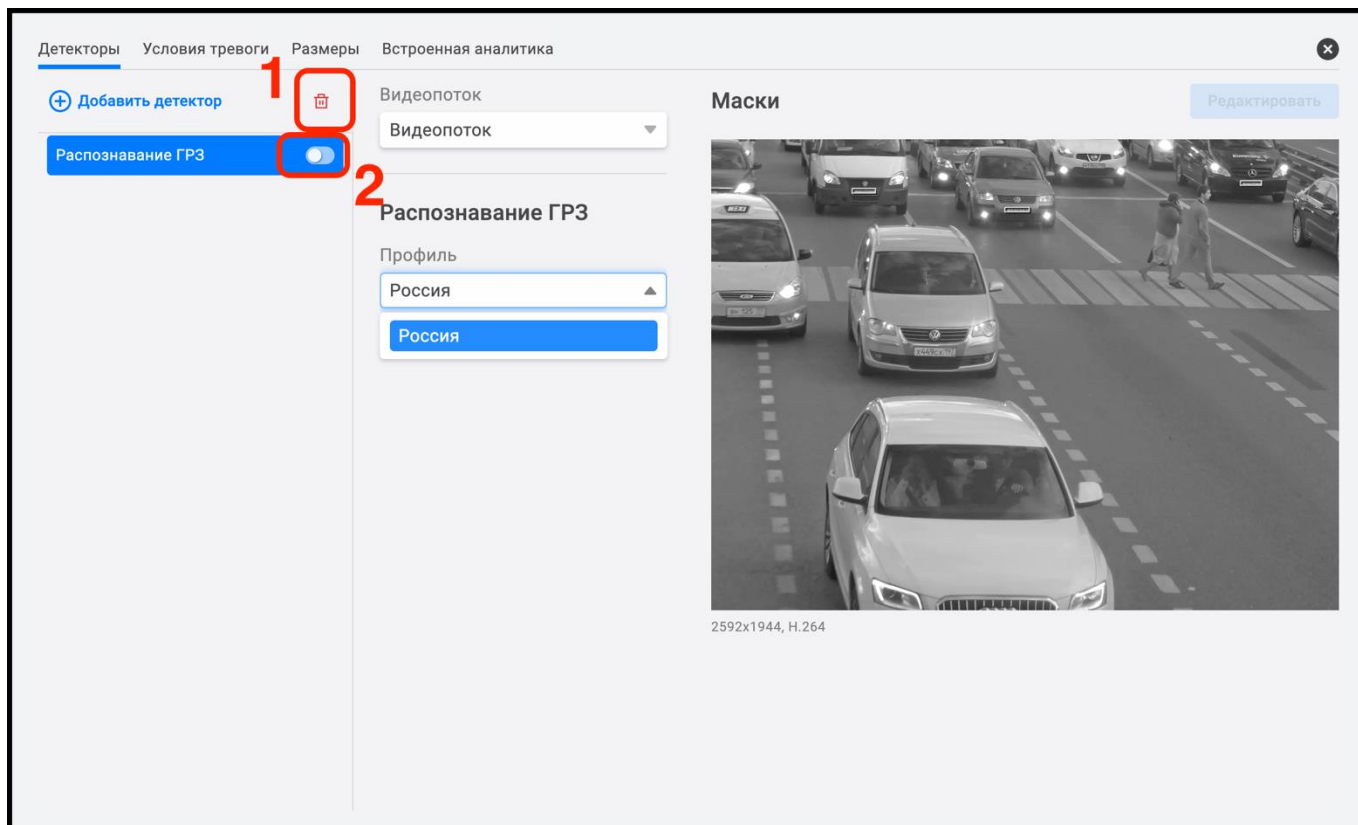 Детекторы Условия тревоги Размеры Встроенная аналитика
1
Добавить детектор
Распознавание ГРЗ
2
Видеопоток
Видеопоток
Распознавание ГРЗ
Профиль
Россия
Россия
Маски
Редактировать
2592x1944, H.264